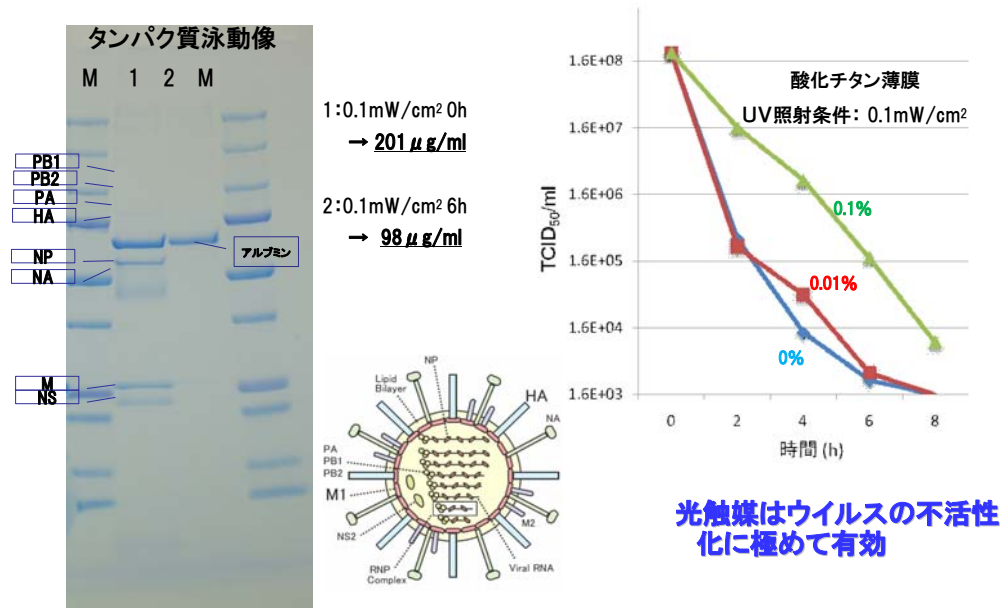 タンパク質泳動像
M 1 2 M
PB1
PB2
PA
HA
NP
NA
M
NS
アルブミン
1:0.1mW/cm² 0h
→ 201μg/ml
2:0.1mW/cm² 6h
→ 98μg/ml
NP
Lipid
Bilayer
HA
NA
PA
PB1
PB2
M1
M2
NS2
RNP
Complex
Viral RNA
酸化チタン薄膜
UV照射条件: 0.1mW/cm²
TCID₅₀/ml
1.6E+08
1.6E+07
1.6E+06
1.6E+05
1.6E+04
1.6E+03
0.1%
0.01%
0%
0 2 4 6 8
時間 (h)
光触媒はウイルスの不活性
化に極めて有効